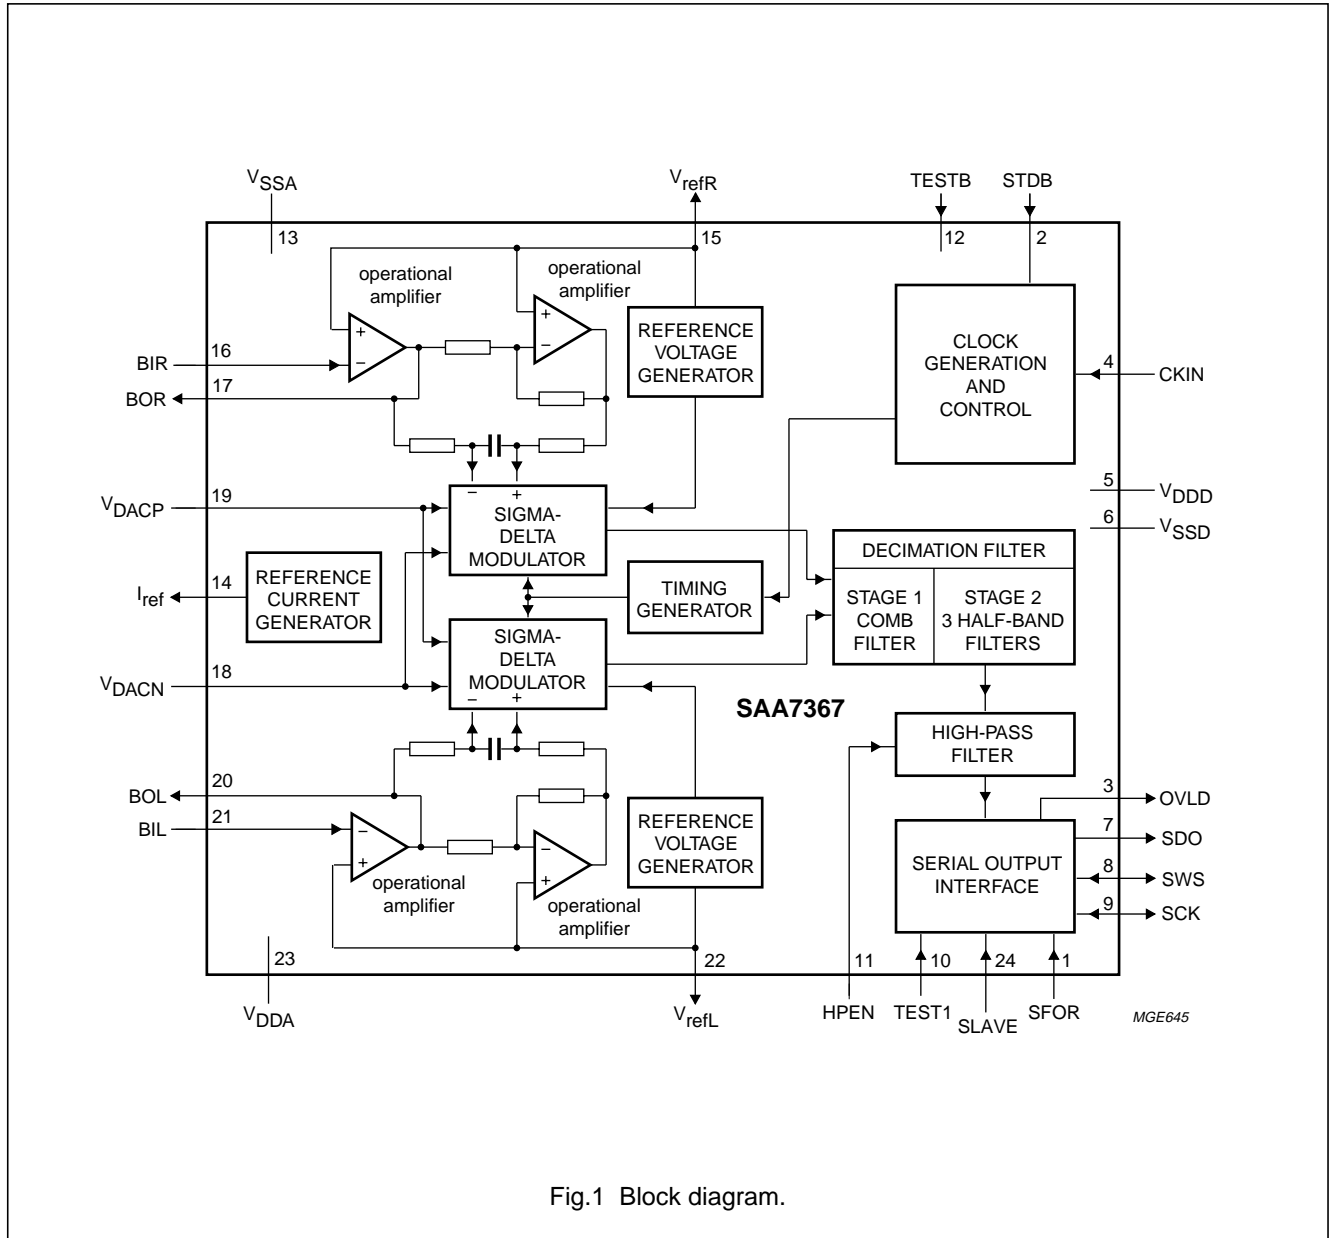 VSSA
VrefR
TESTB
STDB
13
15
12
2
operational
amplifier
operational
amplifier
+
−
+
−
REFERENCE
VOLTAGE
GENERATOR
CLOCK
GENERATION
AND
CONTROL
BIR
16
BOR
17
4
CKIN
− +
VDACP
19
SIGMA-
DELTA
MODULATOR
5
VDDD
6
VSSD
Iref
14
REFERENCE
CURRENT
GENERATOR
TIMING
GENERATOR
DECIMATION FILTER
STAGE 1
COMB
FILTER
STAGE 2
3 HALF-BAND
FILTERS
VDACN
18
SIGMA-
DELTA
MODULATOR
− +
SAA7367
HIGH-PASS
FILTER
BOL
20
BIL
21
−
+
−
+
operational
amplifier
operational
amplifier
REFERENCE
VOLTAGE
GENERATOR
SERIAL OUTPUT
INTERFACE
3
OVLD
7
SDO
8
SWS
9
SCK
23
22
11
10
24
1
VDDA
VrefL
HPEN
TEST1
SLAVE
SFOR
MGE645
Fig.1 Block diagram.